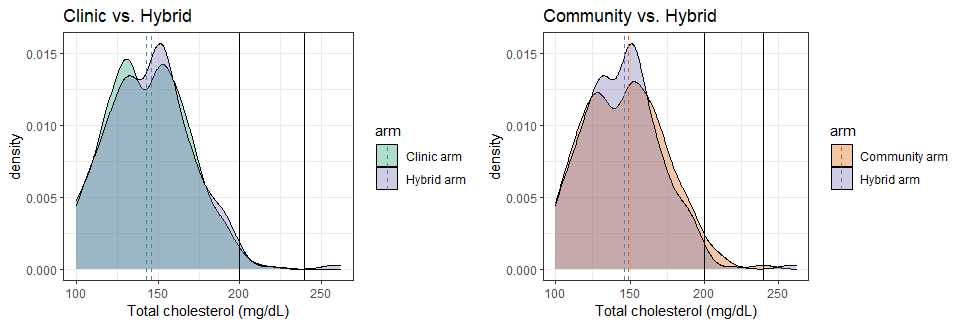 Clinic vs. Hybrid
0.015
0.010
0.005
0.000
density
100
150
200
250
Total cholesterol (mg/dL)
arm
Clinic arm
Hybrid arm
Community vs. Hybrid
0.015
0.010
0.005
0.000
density
100
150
200
250
Total cholesterol (mg/dL)
arm
Community arm
Hybrid arm